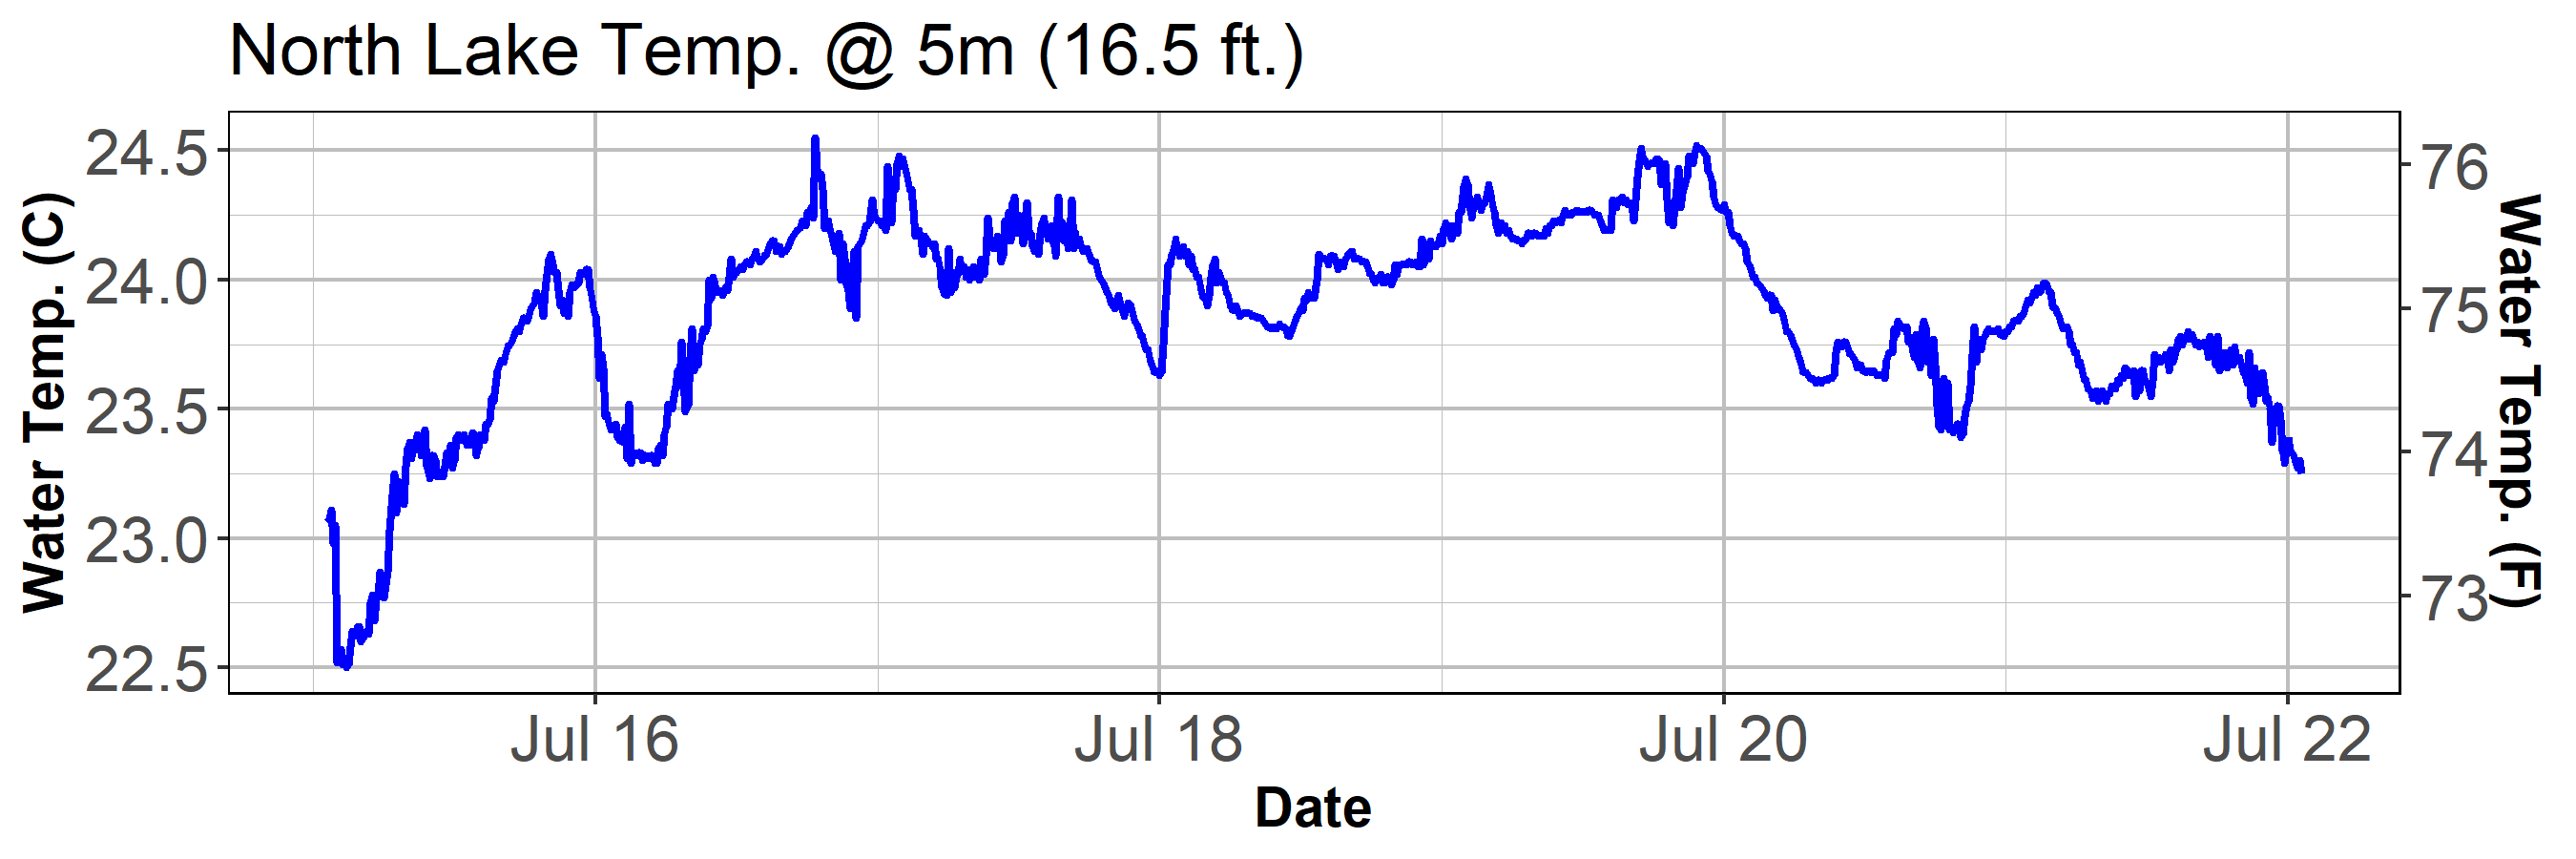 North Lake Temp. @ 5m (16.5 ft.)
Water Temp. (C)
24.5
24.0
23.5
23.0
22.5
76
75
74
73
Water Temp. (F)
Jul 16 Jul 18 Jul 20 Jul 22
Date